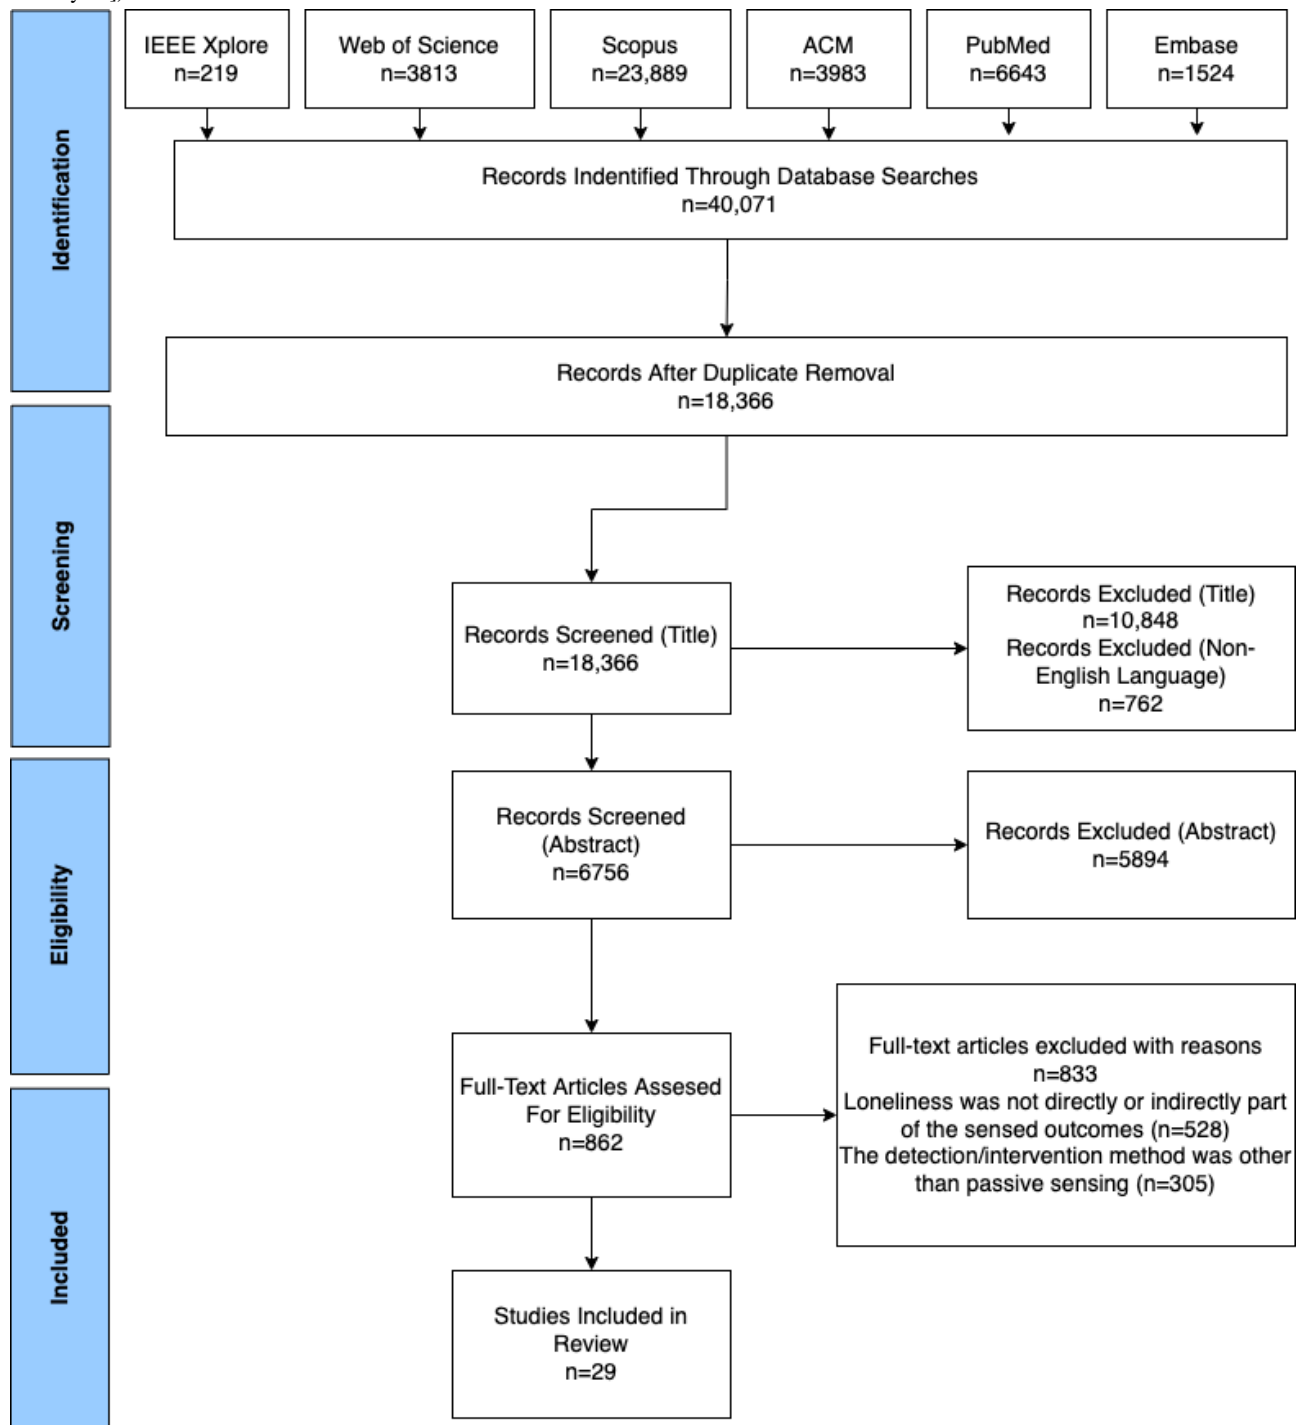 IEEE Xplore
n=219
Web of Science
n=3813
Scopus
n=23,889
ACM
n=3983
PubMed
n=6643
Embase
n=1524
Identification
Records Indentified Through Database Searches
n=40,071
Records After Duplicate Removal
n=18,366
Screening
Records Screened (Title)
n=18,366
Records Excluded (Title)
n=10,848
Records Excluded (Non-
English Language)
n=762
Eligibility
Records Screened
(Abstract)
n=6756
Records Excluded (Abstract)
n=5894
Full-Text Articles Assesed
For Eligibility
n=862
Full-text articles excluded with reasons
n=833
Loneliness was not directly or indirectly part
of the sensed outcomes (n=528)
The detection/intervention method was other
than passive sensing (n=305)
Included
Studies Included in
Review
n=29